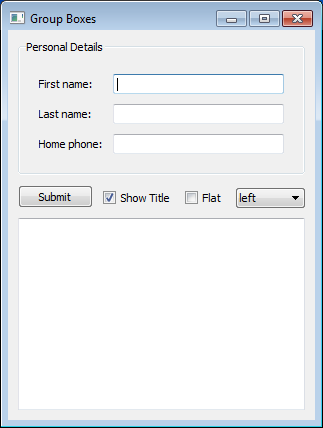 Group Boxes
Personal Details
First name:
Last name:
Home phone:
Submit Show Title Flat left